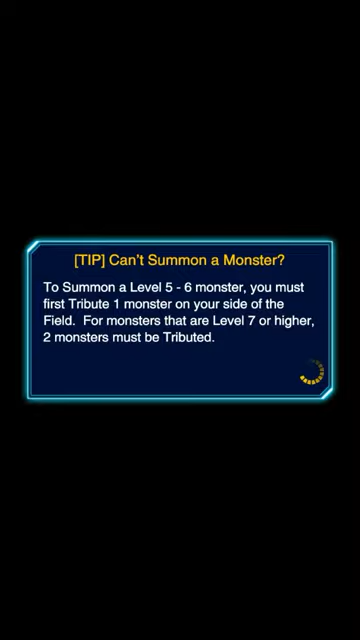 [TIP] Can't Summon a Monster?
To Summon a Level 5 - 6 monster, you must
first Tribute 1 monster on your side of the
Field.  For monsters that are Level 7 or higher,
2 monsters must be Tributed.